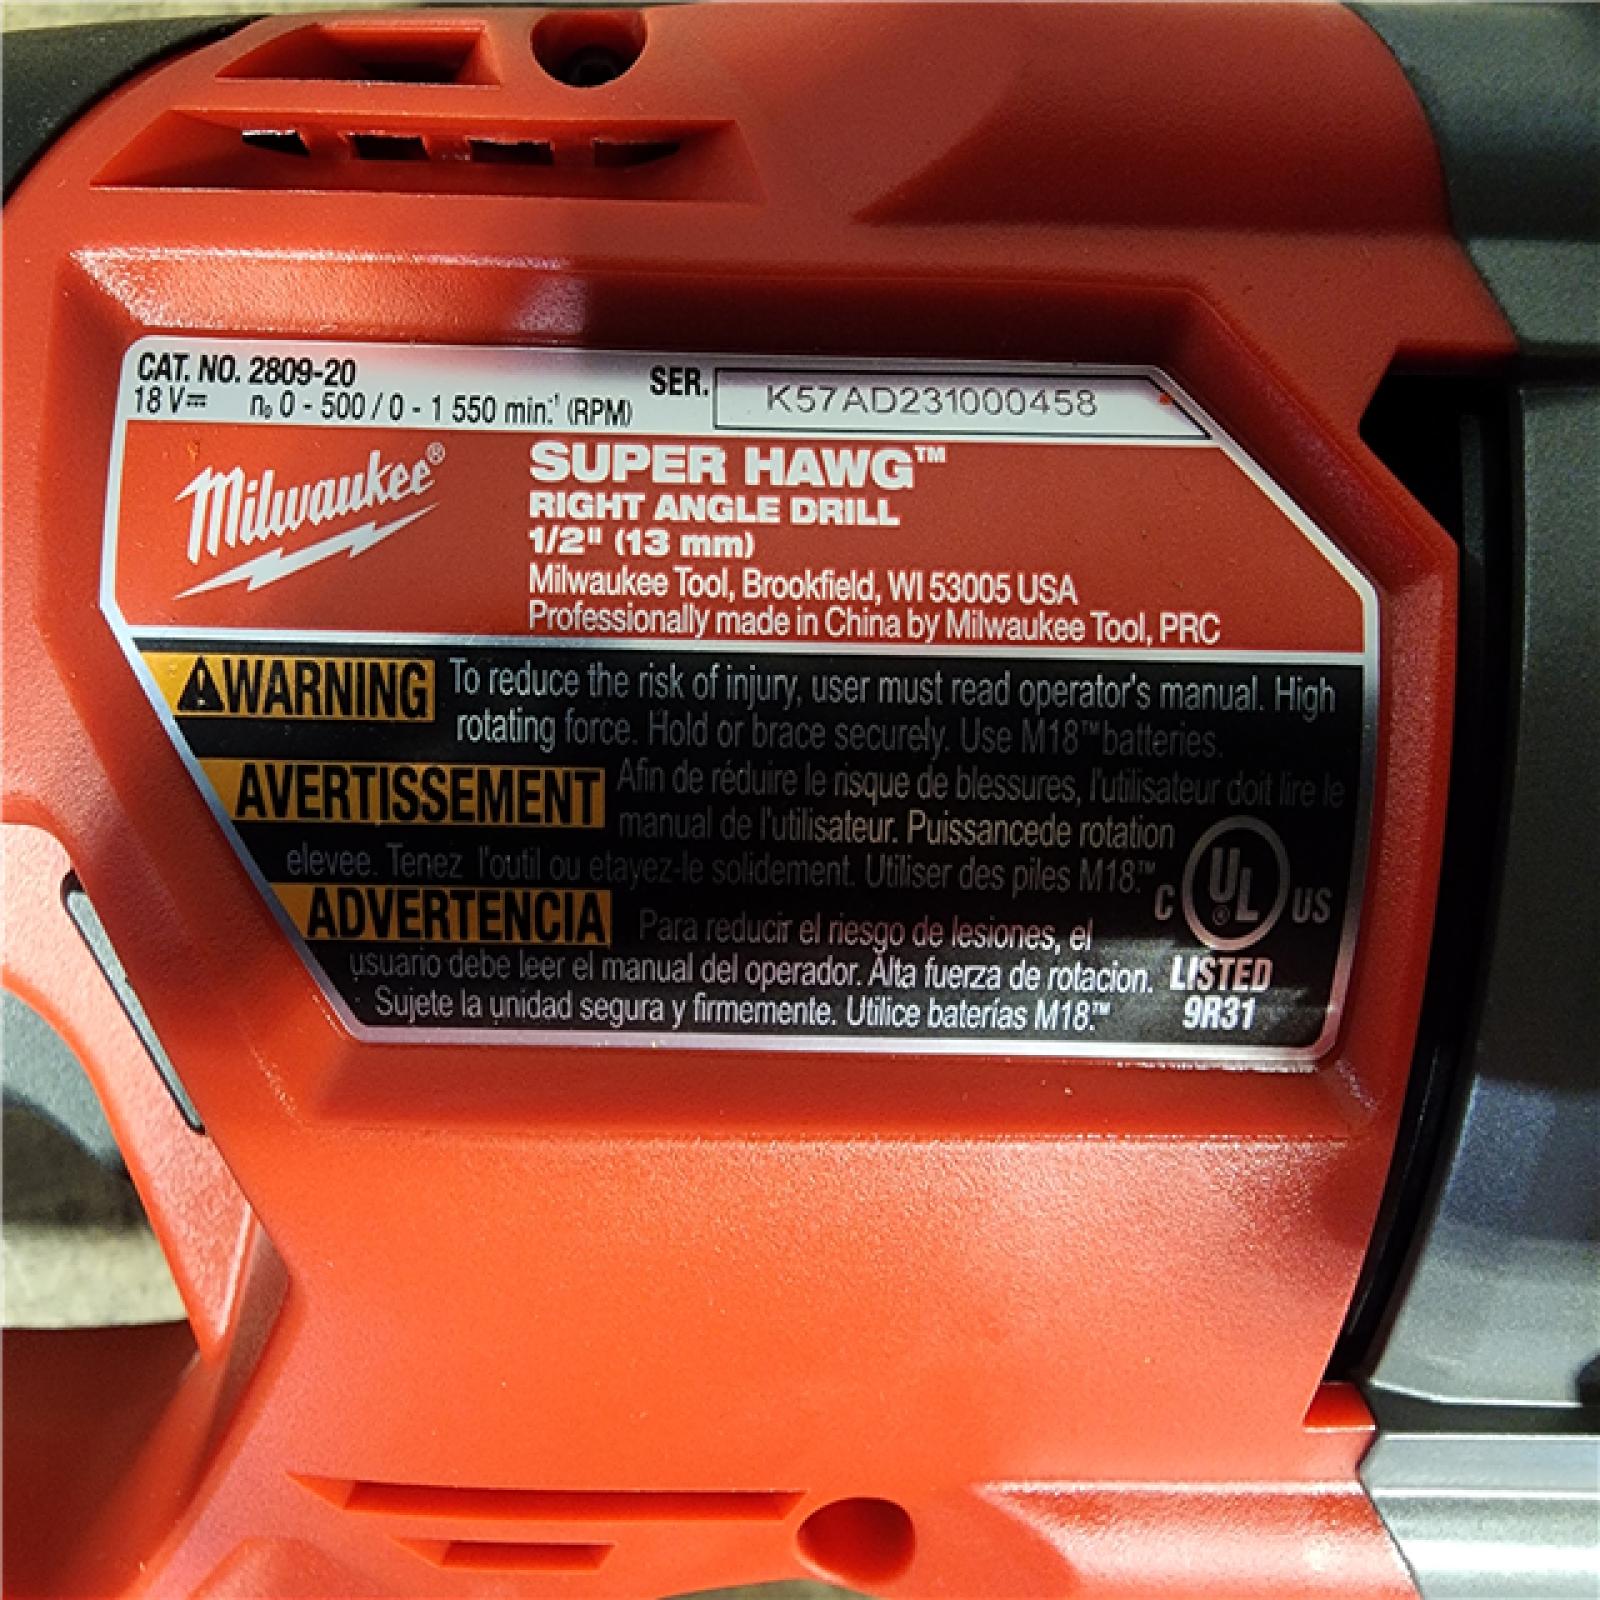 CAT. NO. 2809-20
18 V⎓ n₀ 0 - 500 / 0 - 1 550 min.⁻¹ (RPM)
SER. K57AD231000458
Milwaukee®
SUPER HAWG™
RIGHT ANGLE DRILL
1/2" (13 mm)
Milwaukee Tool, Brookfield, WI 53005 USA
Professionally made in China by Milwaukee Tool, PRC
⚠WARNING To reduce the risk of injury, user must read operator's manual. High
rotating force. Hold or brace securely. Use M18™ batteries.
AVERTISSEMENT Afin de réduire le risque de blessures, l'utilisateur doit lire le
manual de l'utilisateur. Puissancede rotation
elevee. Tenez l'outil ou etayez-le solidement. Utiliser des piles M18.™
ADVERTENCIA Para reducir el riesgo de lesiones, el
usuario debe leer el manual del operador. Alta fuerza de rotacion.
Sujete la unidad segura y firmemente. Utilice baterías M18.™
C UL® US
LISTED
9R31